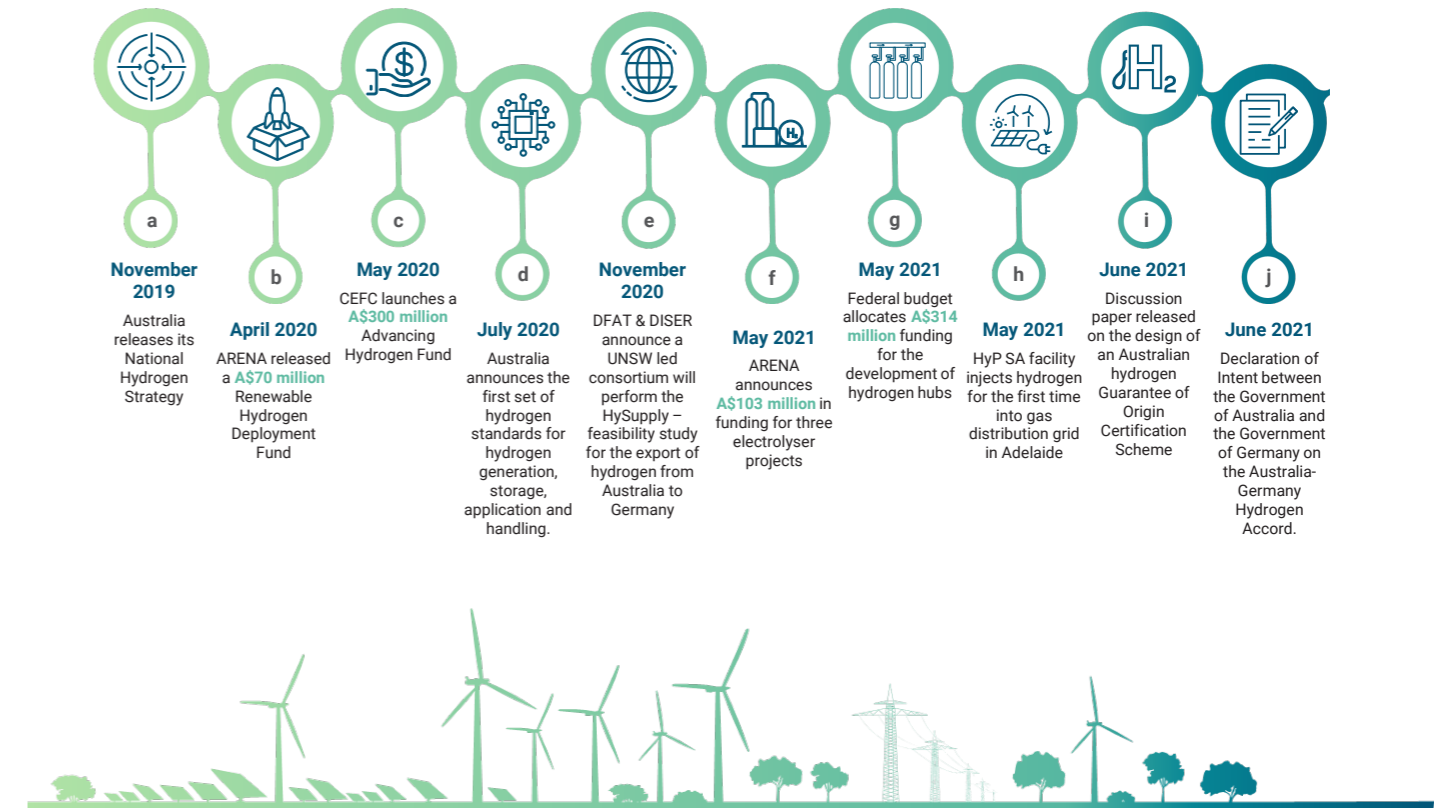 a
November
2019
Australia
releases its
National
Hydrogen
Strategy
b
April 2020
ARENA released
a A$70 million
Renewable
Hydrogen
Deployment
Fund
c
May 2020
CEFC launches a
A$300 million
Advancing
Hydrogen Fund
d
July 2020
Australia
announces the
first set of
hydrogen
standards for
hydrogen
generation,
storage,
application and
handling.
e
November
2020
DFAT & DISER
announce a
UNSW led
consortium will
perform the
HySupply –
feasibility study
for the export of
hydrogen from
Australia to
Germany
H₂
f
May 2021
ARENA
announces
A$103 million in
funding for three
electrolyser
projects
g
May 2021
Federal budget
allocates A$314
million funding
for the
development of
hydrogen hubs
h
May 2021
HyP SA facility
injects hydrogen
for the first time
into gas
distribution grid
in Adelaide
H₂
i
June 2021
Discussion
paper released
on the design of
an Australian
hydrogen
Guarantee of
Origin
Certification
Scheme
j
June 2021
Declaration of
Intent between
the Government
of Australia and
the Government
of Germany on
the Australia-
Germany
Hydrogen
Accord.